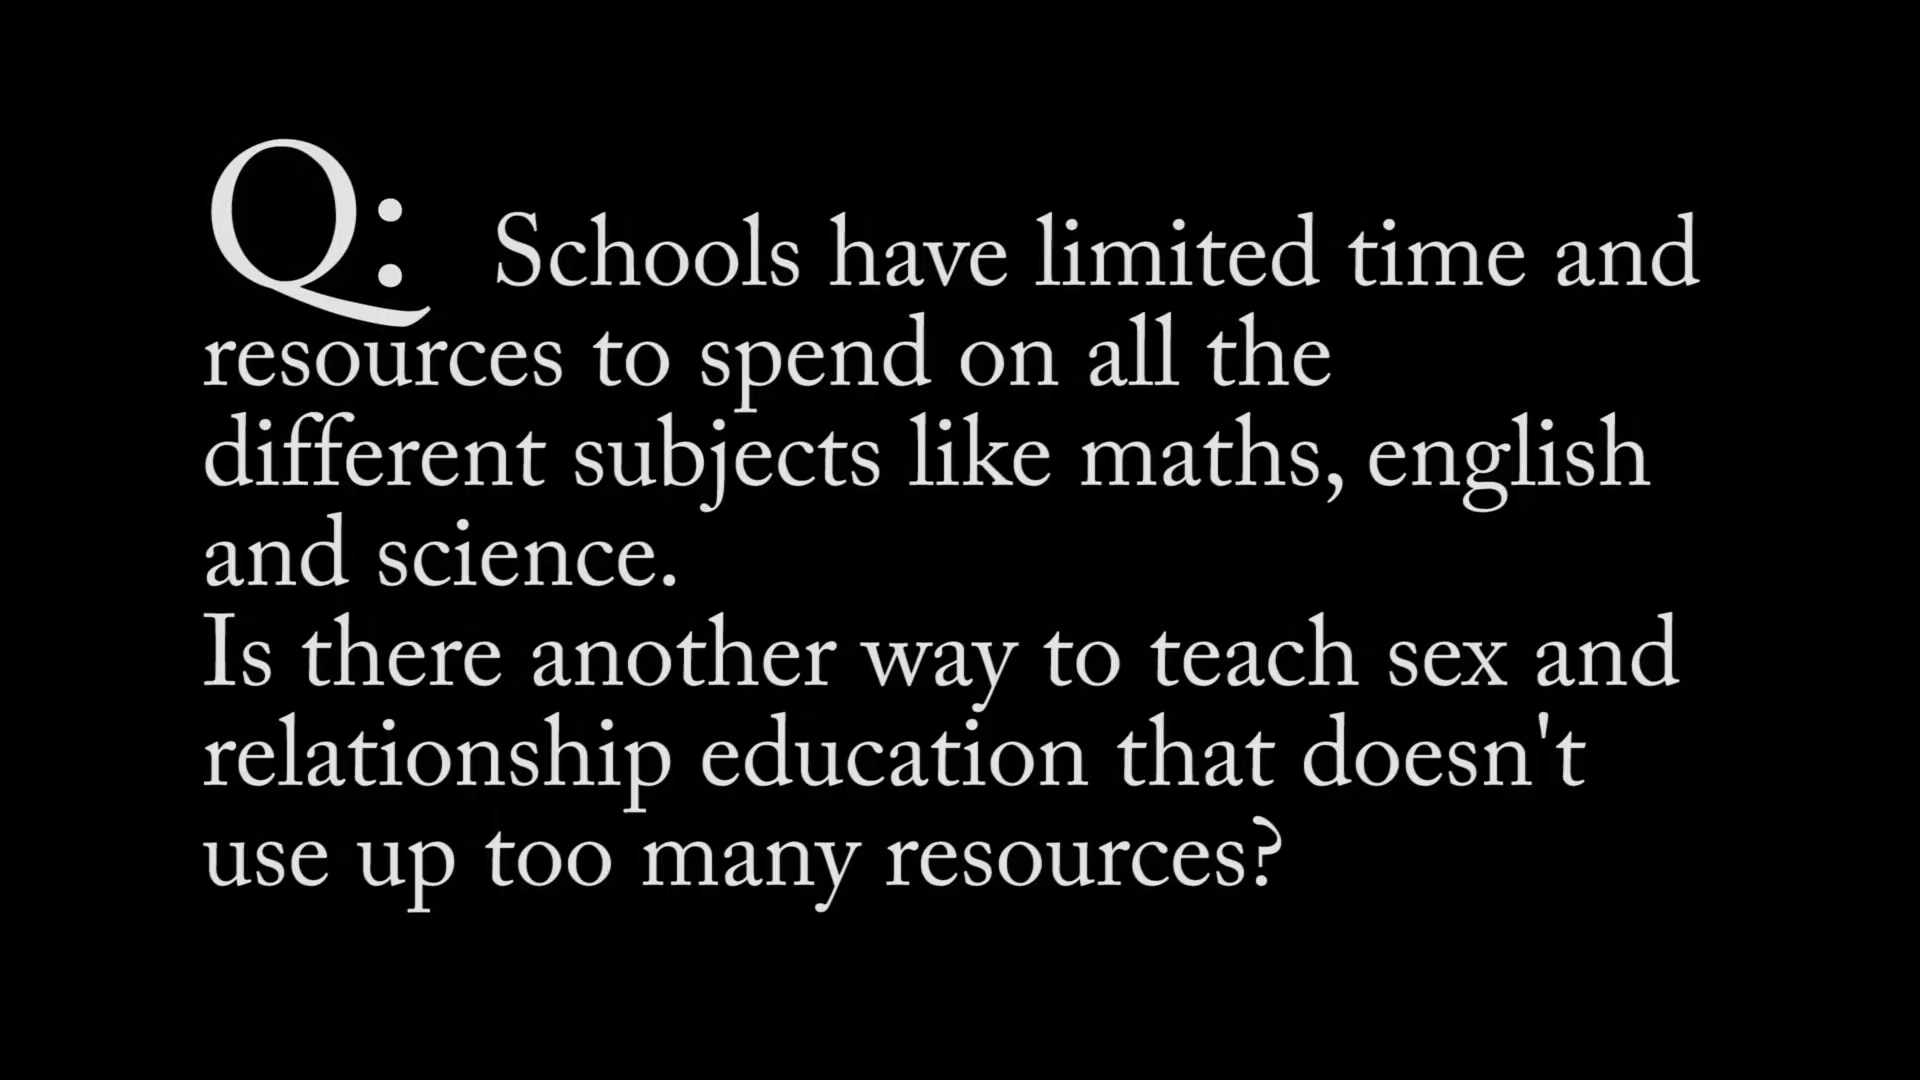 Q: Schools have limited time and
resources to spend on all the
different subjects like maths, english
and science.
Is there another way to teach sex and
relationship education that doesn't
use up too many resources?